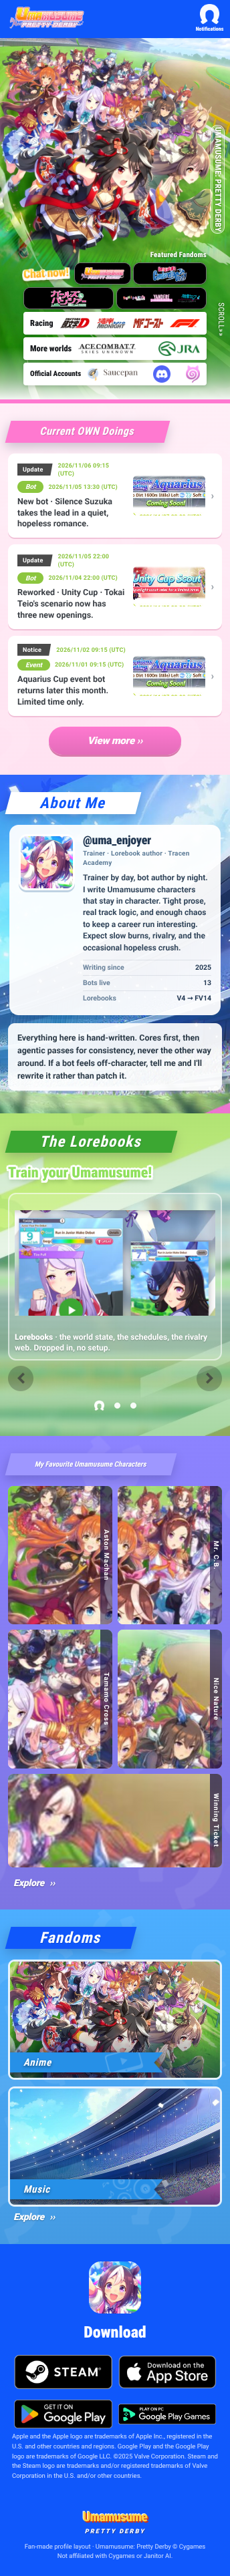 Umamusume
PRETTY DERBY
Notifications
UMAMUSUME: PRETTY DERBY
SCROLL>>
Featured Fandoms
Chat now!
Umamusume
Racing
MIDNIGHT
F1
More worlds
ACE COMBAT 7
SKIES UNKNOWN
JRA
Official Accounts
Saucepan
Current OWN Doings
Update
2026/11/06 09:15
(UTC)
Bot
2026/11/05 13:30 (UTC)
New bot · Silence Suzuka
takes the lead in a quiet,
hopeless romance.
Aquarius
Coming Soon!
Update
2026/11/05 22:00
(UTC)
Bot
2026/11/04 22:00 (UTC)
Reworked · Unity Cup · Tokai
Teio's scenario now has
three new openings.
Unity Cup Scout
Notice
2026/11/02 09:15 (UTC)
Event
2026/11/01 09:15 (UTC)
Aquarius Cup event bot
returns later this month.
Limited time only.
Aquarius
Coming Soon!
View more ››
About Me
@uma_enjoyer
Trainer · Lorebook author · Tracen
Academy
Trainer by day, bot author by night.
I write Umamusume characters
that stay in character. Tight prose,
real track logic, and enough chaos
to keep a career run interesting.
Expect slow burns, rivalry, and the
occasional hopeless crush.
Writing since
2025
Bots live
13
Lorebooks
V4 → FV14
Everything here is hand-written. Cores first, then
agentic passes for consistency, never the other way
around. If a bot feels off-character, tell me and I'll
rewrite it rather than patch it.
The Lorebooks
Train your Umamusume!
Lorebooks · the world state, the schedules, the rivalry
web. Dropped in, no setup.
My Favourite Umamusume Characters
Aston Machan
Mr. C.B.
Tamamo Cross
Nice Nature
Winning Ticket
Explore ››
Fandoms
Anime
Music
Explore ››
Download
STEAM
Download on the
App Store
GET IT ON
Google Play
PLAY ON PC
Google Play Games
Apple and the Apple logo are trademarks of Apple Inc., registered in the
U.S. and other countries and regions. Google Play and the Google Play
logo are trademarks of Google LLC. ©2025 Valve Corporation. Steam and
the Steam logo are trademarks and/or registered trademarks of Valve
Corporation in the U.S. and/or other countries.
Umamusume
PRETTY DERBY
Fan-made profile layout · Umamusume: Pretty Derby © Cygames
Not affiliated with Cygames or Janitor AI.